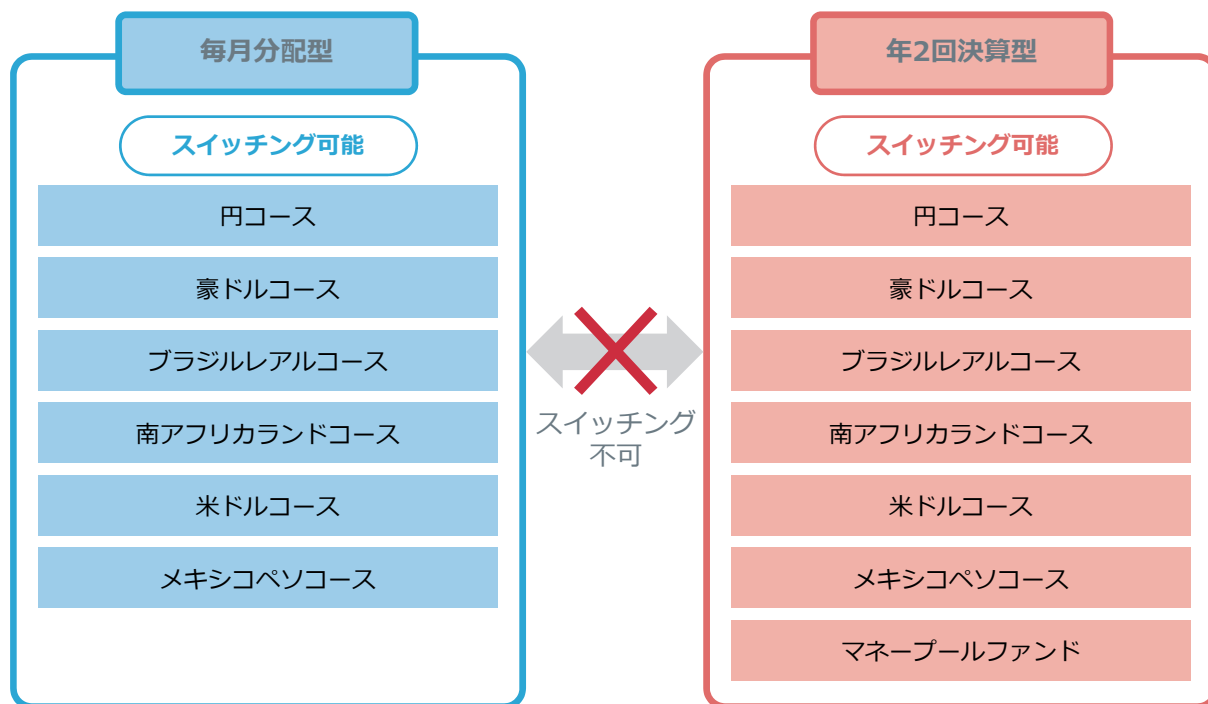 毎月分配型
スイッチング可能
円コース
豪ドルコース
ブラジルレアルコース
南アフリカランドコース
米ドルコース
メキシコペソコース
スイッチング
不可
年2回決算型
スイッチング可能
円コース
豪ドルコース
ブラジルレアルコース
南アフリカランドコース
米ドルコース
メキシコペソコース
マネープールファンド